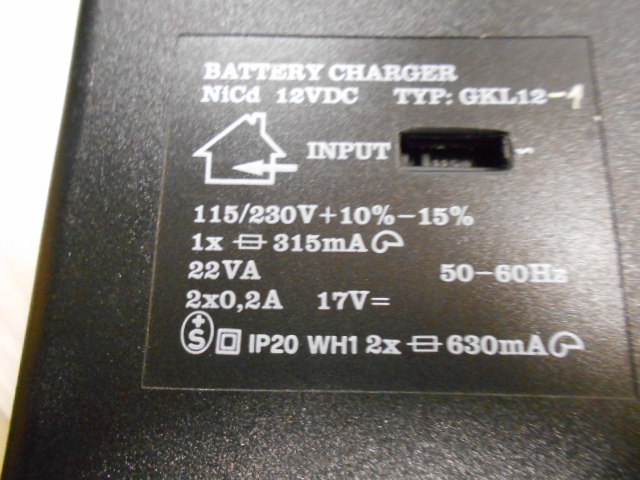 BATTERY CHARGER
NiCd 12VDC TYP: GKL12-1
INPUT ~
115/230V+10%-15%
1x 315mA
22VA 50-60Hz
2x0,2A 17V=
+S IP20 WH1 2x 630mA